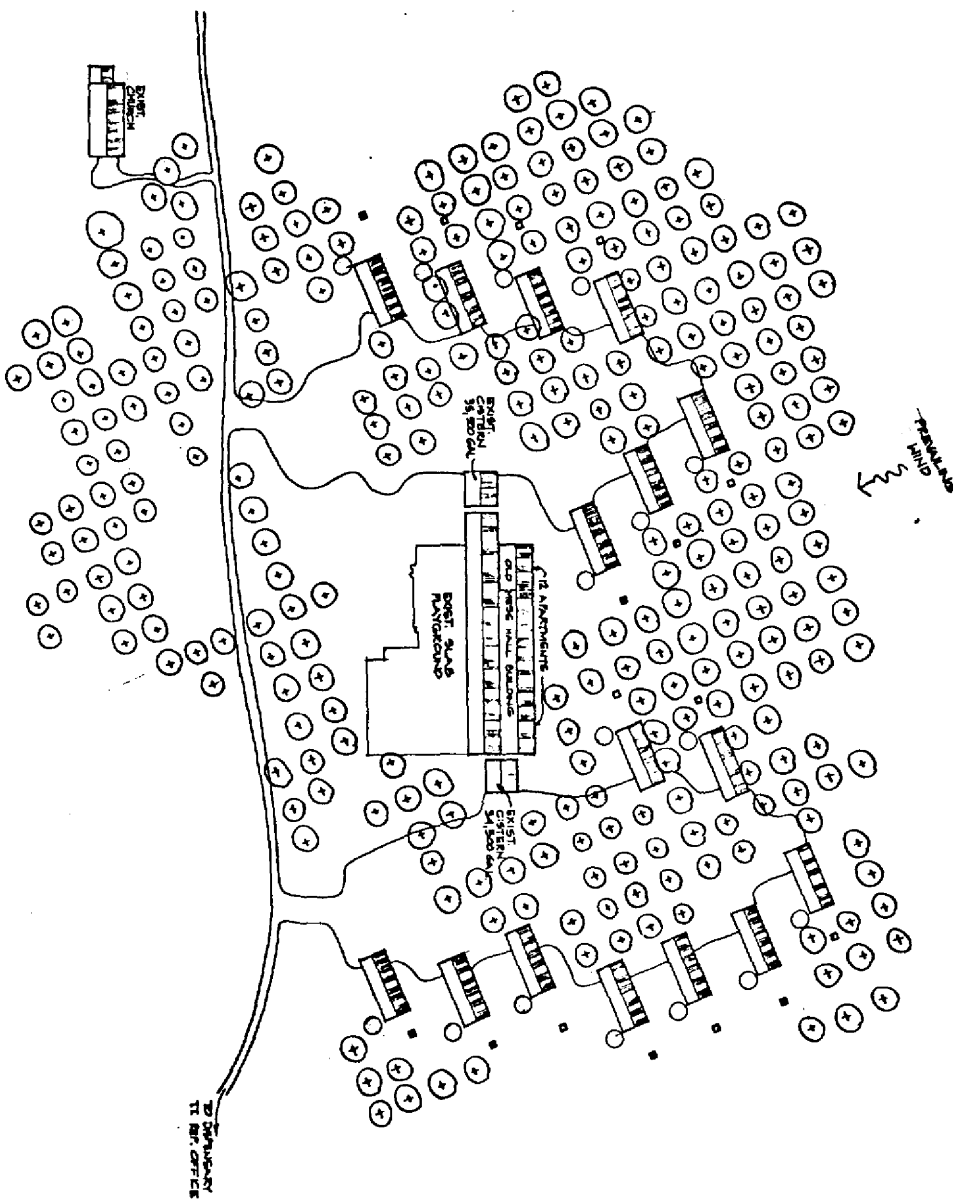 EXIST.
CHURCH
PREVAILING
WIND
EXIST.
CISTERN
35,500 GAL
12 APARTMENTS
OLD MESS HALL BUILDING
EXIST. SLAB
PLAYGROUND
EXIST
CISTERN
34,500 GAL
TO DISPENSARY
TT REP. OFFICE